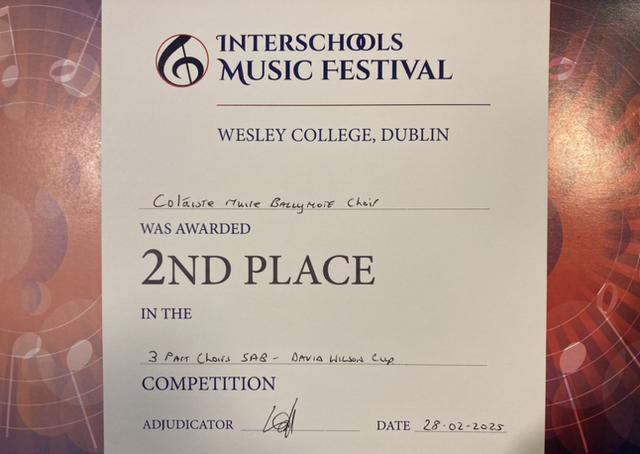 INTERSCHOOLS
MUSIC FESTIVAL
WESLEY COLLEGE, DUBLIN
Coláiste Muire Ballymote Choir
WAS AWARDED
2ND PLACE
IN THE
3 Part Choirs SAB - David Wilson Cup
COMPETITION
ADJUDICATOR DATE 28-02-2025